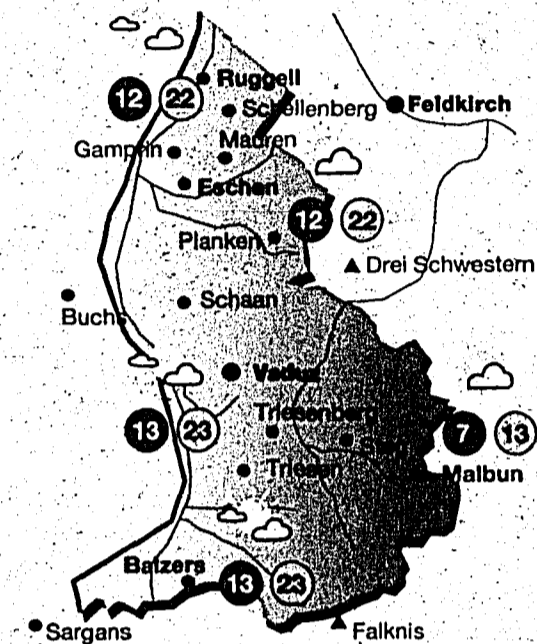 Ruggell
12 22
Schellenberg
Feldkirch
Gamprin
Mauren
Eschen
12 22
Planken
Drei Schwestern
Buchs
Schaan
Vaduz
Triesenberg
13 23
7 13
Triesen
Malbun
Balzers
13 23
Sargans
Falknis